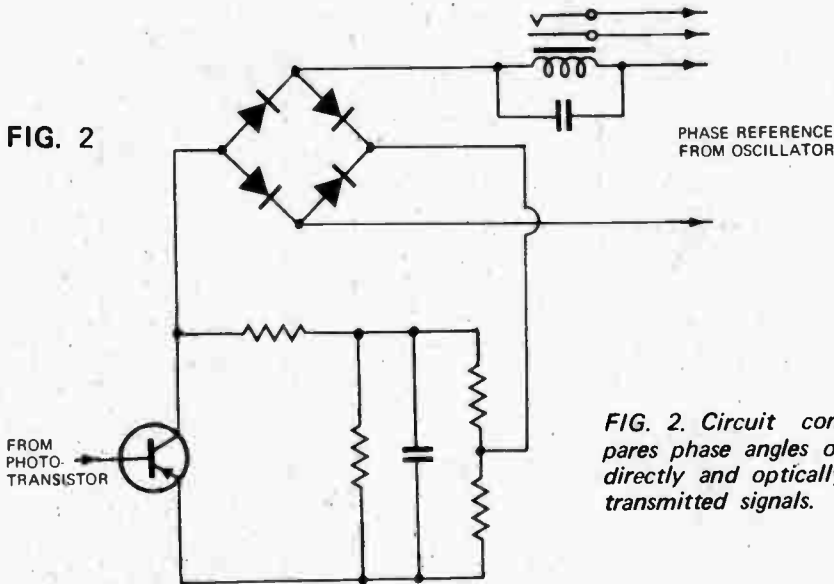 FIG. 2
PHASE REFERENCE
FROM OSCILLATOR
FROM
PHOTO-
TRANSISTOR
FIG. 2. Circuit com-
pares phase angles of
directly and optically
transmitted signals.